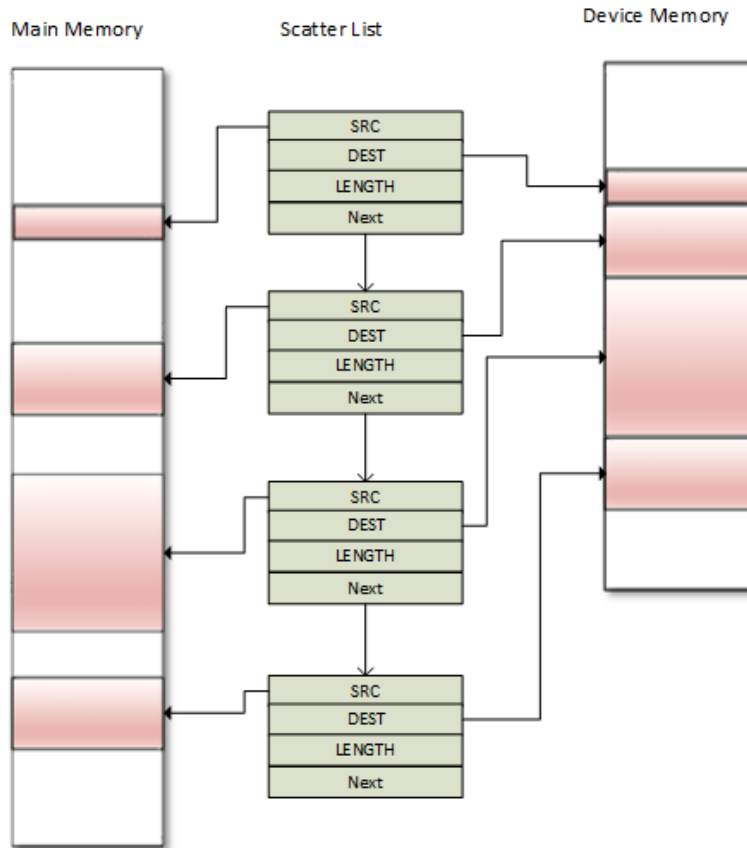 Main Memory
Scatter List
Device Memory
SRC
DEST
LENGTH
Next
SRC
DEST
LENGTH
Next
SRC
DEST
LENGTH
Next
SRC
DEST
LENGTH
Next